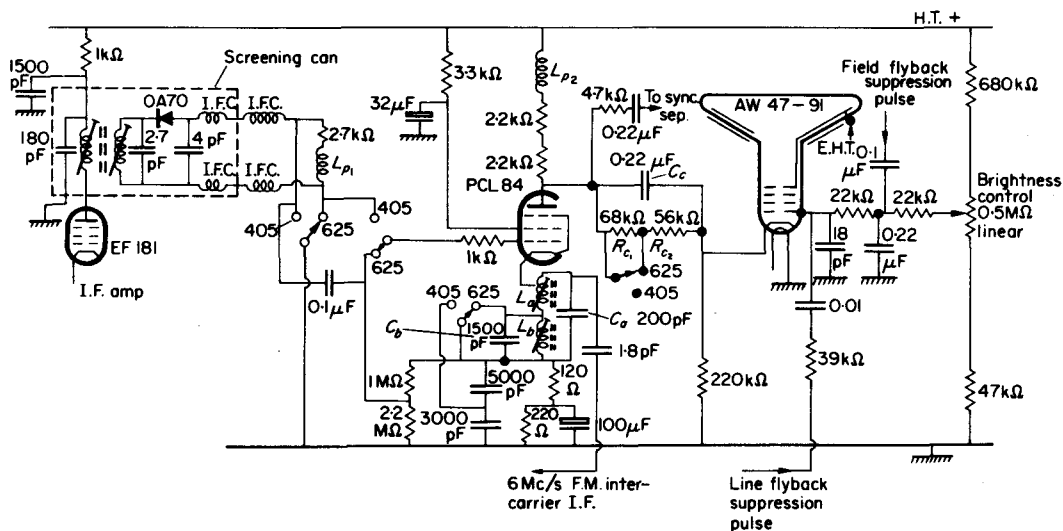 H.T. +
1kΩ
1500
pF
Screening can
OA70
I.F.C.
I.F.C.
180
pF
2·7
pF
4 pF
2·7kΩ
Lp1
I.F.C.
I.F.C.
EF 181
I.F. amp
405
625
405
625
0·1μF
3·3kΩ
32μF
Lp2
2·2kΩ
2·2kΩ
PCL 84
1kΩ
47kΩ
To sync.
sep.
0·22μF
0·22
μF
Cc
68kΩ
56kΩ
Rc1
Rc2
625
405
405
625
Cb
1500
pF
La
Lb
Ca
200pF
1·8pF
1MΩ
2·2
MΩ
5000
pF
3000
pF
120
Ω
220
Ω
100μF
220kΩ
AW 47-91
E.H.T.
Field flyback
suppression
pulse
0·1
μF
22kΩ
22kΩ
18
pF
0·22
μF
0·01
39kΩ
680kΩ
Brightness
control
0·5MΩ
linear
47kΩ
6Mc/s F.M. inter-
carrier I.F.
Line flyback
suppression
pulse